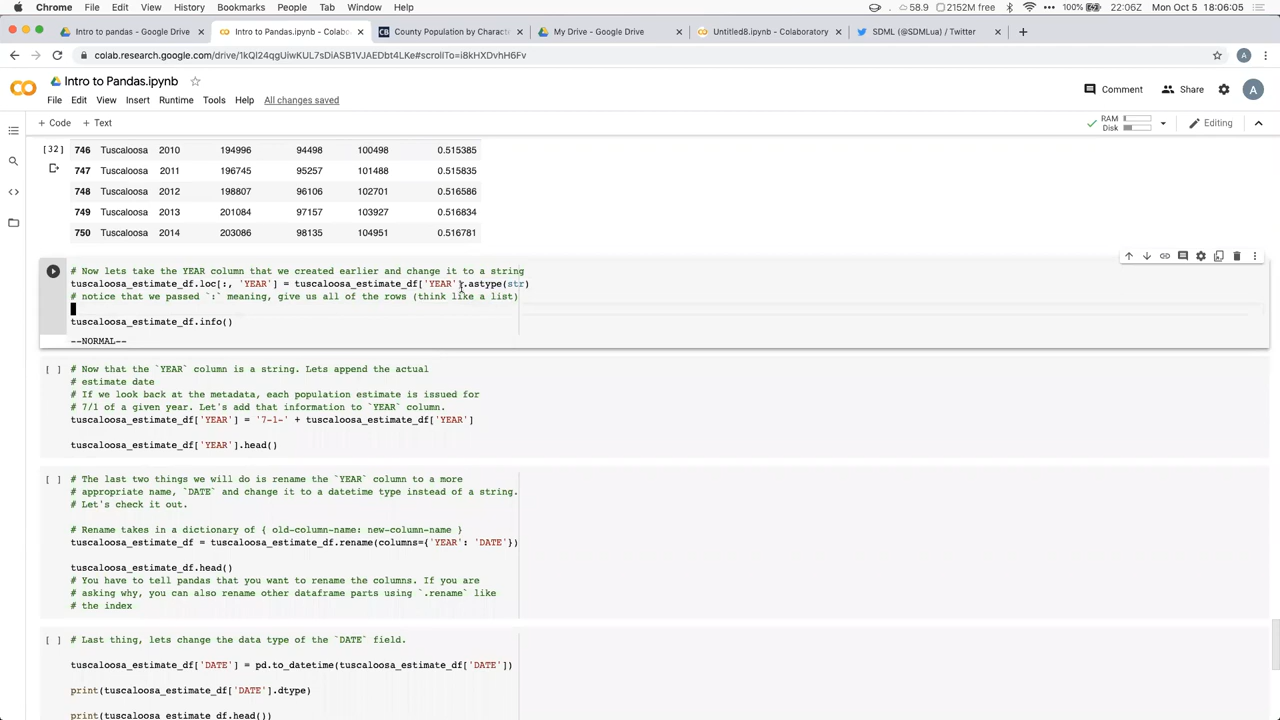 Chrome File Edit View History Bookmarks People Tab Window Help 58.9 2152M free 100% 22:06Z Mon Oct 5 18:06:05
Intro to pandas - Google Drive Intro to Pandas.ipynb - Colabo County Population by Charact My Drive - Google Drive Untitled8.ipynb - Colaboratory SDML (@SDMLua) / Twitter
Intro to Pandas.ipynb
File Edit View Insert Runtime Tools Help All changes saved
Comment Share A
+ Code + Text
RAM
Disk
Editing
[32]
746 Tuscaloosa 2010 194996 94498 100498 0.515385
747 Tuscaloosa 2011 196745 95257 101488 0.515835
748 Tuscaloosa 2012 198807 96106 102701 0.516586
749 Tuscaloosa 2013 201084 97157 103927 0.516834
750 Tuscaloosa 2014 203086 98135 104951 0.516781
# Now lets take the YEAR column that we created earlier and change it to a string
tuscaloosa_estimate_df.loc[:, 'YEAR'] = tuscaloosa_estimate_df['YEAR'].astype(str)
# notice that we passed `:` meaning, give us all of the rows (think like a list)
tuscaloosa_estimate_df.info()
--NORMAL--
[ ] # Now that the `YEAR` column is a string. Lets append the actual
# estimate date
# If we look back at the metadata, each population estimate is issued for
# 7/1 of a given year. Let's add that information to `YEAR` column.
tuscaloosa_estimate_df['YEAR'] = '7-1-' + tuscaloosa_estimate_df['YEAR']
tuscaloosa_estimate_df['YEAR'].head()
[ ] # The last two things we will do is rename the `YEAR` column to a more
# appropriate name, `DATE` and change it to a datetime type instead of a string.
# Let's check it out.
# Rename takes in a dictionary of { old-column-name: new-column-name }
tuscaloosa_estimate_df = tuscaloosa_estimate_df.rename(columns={'YEAR': 'DATE'})
tuscaloosa_estimate_df.head()
# You have to tell pandas that you want to rename the columns. If you are
# asking why, you can also rename other dataframe parts using `.rename` like
# the index
[ ] # Last thing, lets change the data type of the `DATE` field.
tuscaloosa_estimate_df['DATE'] = pd.to_datetime(tuscaloosa_estimate_df['DATE'])
print(tuscaloosa_estimate_df['DATE'].dtype)
print(tuscaloosa_estimate_df.head())